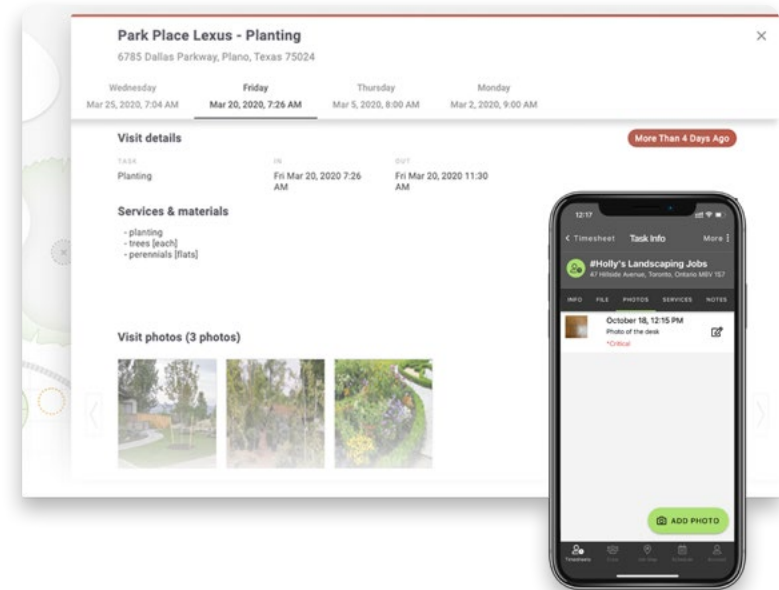 Park Place Lexus - Planting
6785 Dallas Parkway, Plano, Texas 75024
Wednesday
Mar 25, 2020, 7:04 AM
Friday
Mar 20, 2020, 7:26 AM
Thursday
Mar 5, 2020, 8:00 AM
Monday
Mar 2, 2020, 9:00 AM
Visit details
More Than 4 Days Ago
TASK IN OUT
Planting
Fri Mar 20, 2020 7:26
AM
Fri Mar 20, 2020 11:30
AM
Services & materials
- planting
- trees [each]
- perennials [flats]
Visit photos (3 photos)
12:17
< Timesheet Task Info More
#Holly's Landscaping Jobs
47 Hillside Avenue, Toronto, Ontario M8V 1S7
INFO FILE PHOTOS SERVICES NOTES
October 18, 12:15 PM
Photo of the desk
*Critical
ADD PHOTO
Timesheets